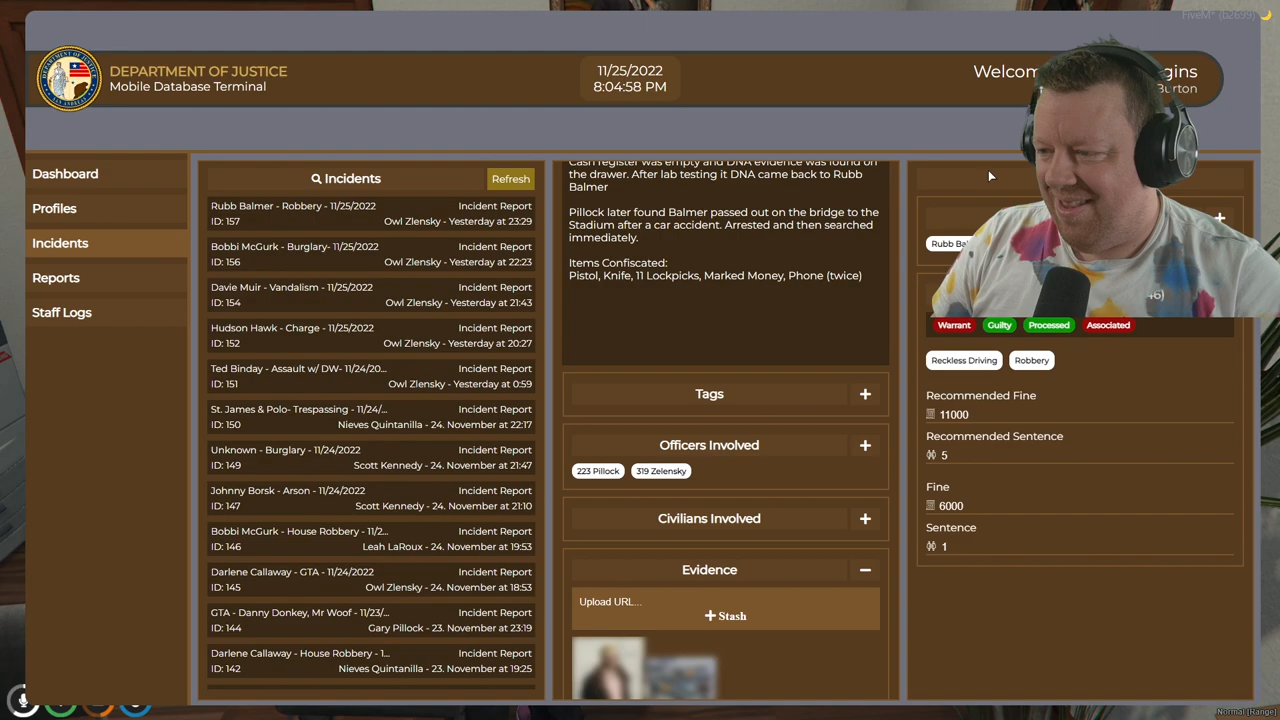 FiveM* (b2699)
DEPARTMENT OF JUSTICE
Mobile Database Terminal
11/25/2022
8:04:58 PM
Dashboard
Profiles
Incidents
Reports
Staff Logs
Incidents
Refresh
Rubb Balmer - Robbery - 11/25/2022 Incident Report
ID: 157 Owl Zlensky - Yesterday at 23:29
Bobbi McGurk - Burglary- 11/25/2022 Incident Report
ID: 156 Owl Zlensky - Yesterday at 22:23
Davie Muir - Vandalism - 11/25/2022 Incident Report
ID: 154 Owl Zlensky - Yesterday at 21:43
Hudson Hawk - Charge - 11/25/2022 Incident Report
ID: 152 Owl Zlensky - Yesterday at 20:27
Ted Binday - Assault w/ DW- 11/24/20... Incident Report
ID: 151 Owl Zlensky - Yesterday at 0:59
St. James & Polo- Trespassing - 11/24/... Incident Report
ID: 150 Nieves Quintanilla - 24. November at 22:17
Unknown - Burglary - 11/24/2022 Incident Report
ID: 149 Scott Kennedy - 24. November at 21:47
Johnny Borsk - Arson - 11/24/2022 Incident Report
ID: 147 Scott Kennedy - 24. November at 21:10
Bobbi McGurk - House Robbery - 11/2... Incident Report
ID: 146 Leah LaRoux - 24. November at 19:53
Darlene Callaway - GTA - 11/24/2022 Incident Report
ID: 145 Owl Zlensky - 24. November at 18:53
GTA - Danny Donkey, Mr Woof - 11/23/... Incident Report
ID: 144 Gary Pillock - 23. November at 23:19
Darlene Callaway - House Robbery - 1... Incident Report
ID: 142 Nieves Quintanilla - 23. November at 19:25
Cash register was empty and DNA evidence was found on
the drawer. After lab testing it DNA came back to Rubb
Balmer
Pillock later found Balmer passed out on the bridge to the
Stadium after a car accident. Arrested and then searched
immediately.
Items Confiscated:
Pistol, Knife, 11 Lockpicks, Marked Money, Phone (twice)
Tags
Officers Involved
223 Pillock 319 Zelensky
Civilians Involved
Evidence
Upload URL...
Stash
Rubb
Warrant Guilty Processed Associated
Reckless Driving Robbery
Recommended Fine
11000
Recommended Sentence
5
Fine
6000
Sentence
1
Normal [Range]